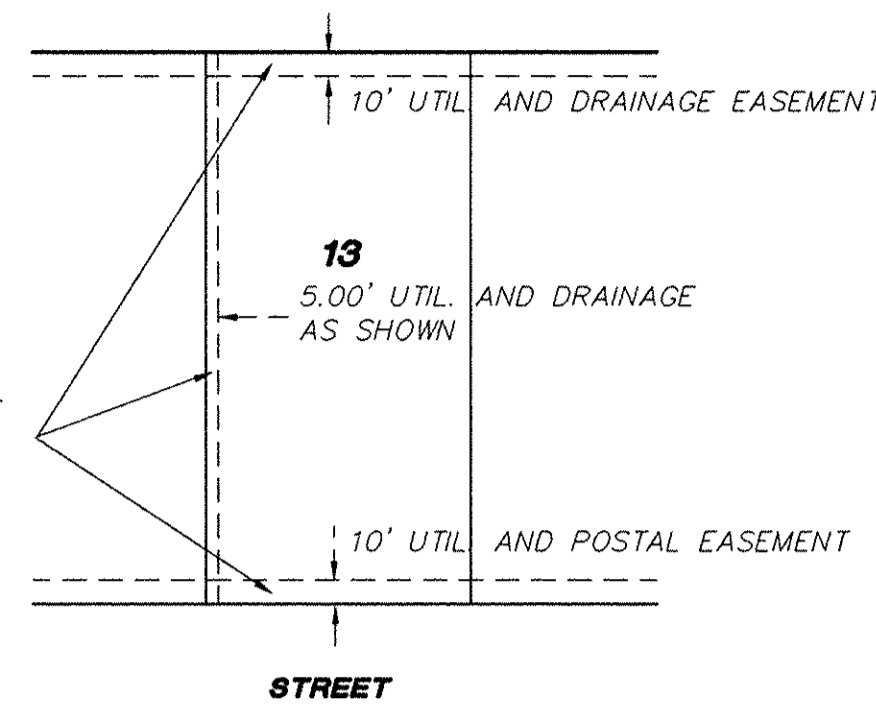 10' UTIL. AND DRAINAGE EASEMENT
13
5.00' UTIL. AND DRAINAGE
AS SHOWN
10' UTIL. AND POSTAL EASEMENT
STREET